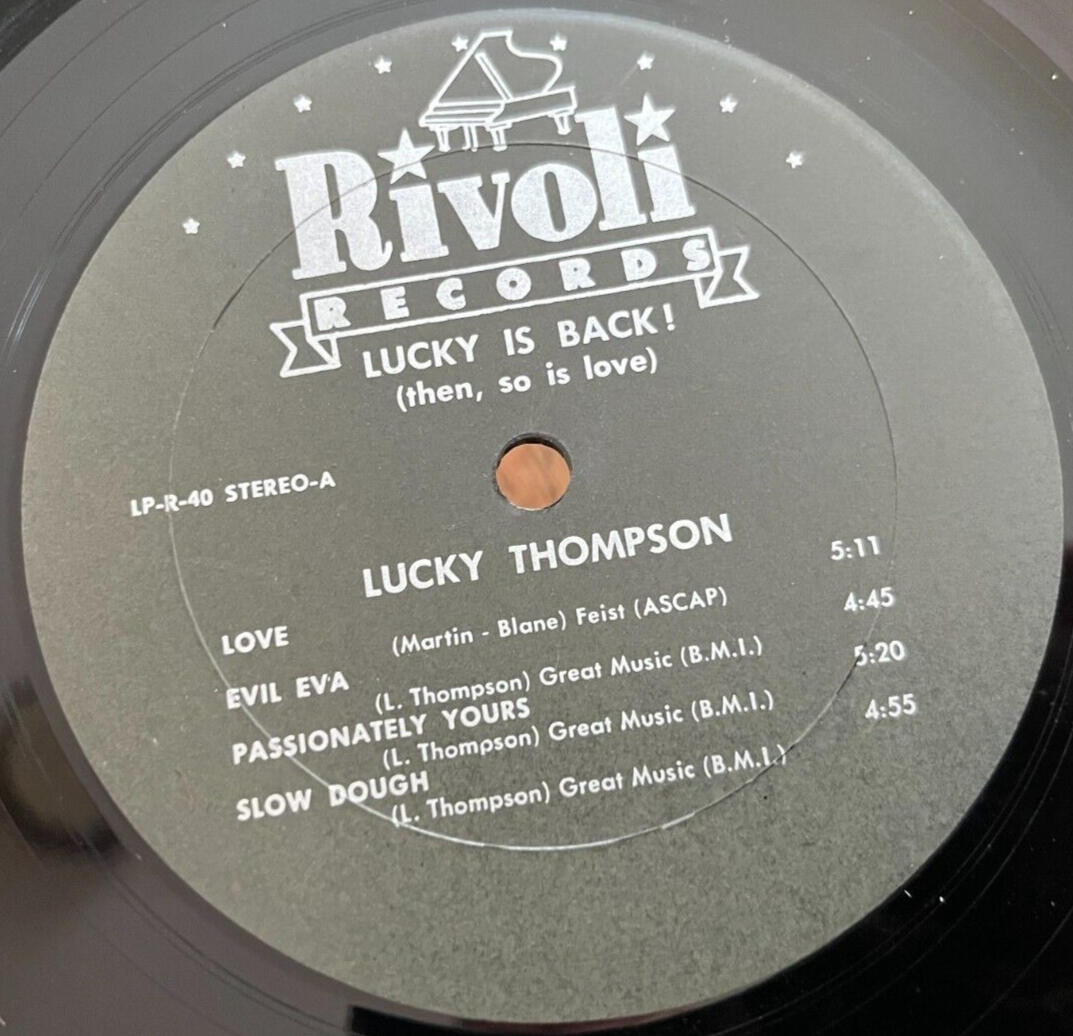 Rivoli
RECORDS
LUCKY IS BACK!
(then, so is love)
LP-R-40 STEREO-A
LUCKY THOMPSON
LOVE (Martin - Blane) Feist (ASCAP) 5:11
EVIL EVA (L. Thompson) Great Music (B.M.I.) 4:45
PASSIONATELY YOURS
(L. Thompson) Great Music (B.M.I.) 5:20
SLOW DOUGH
(L. Thompson) Great Music (B.M.I.) 4:55